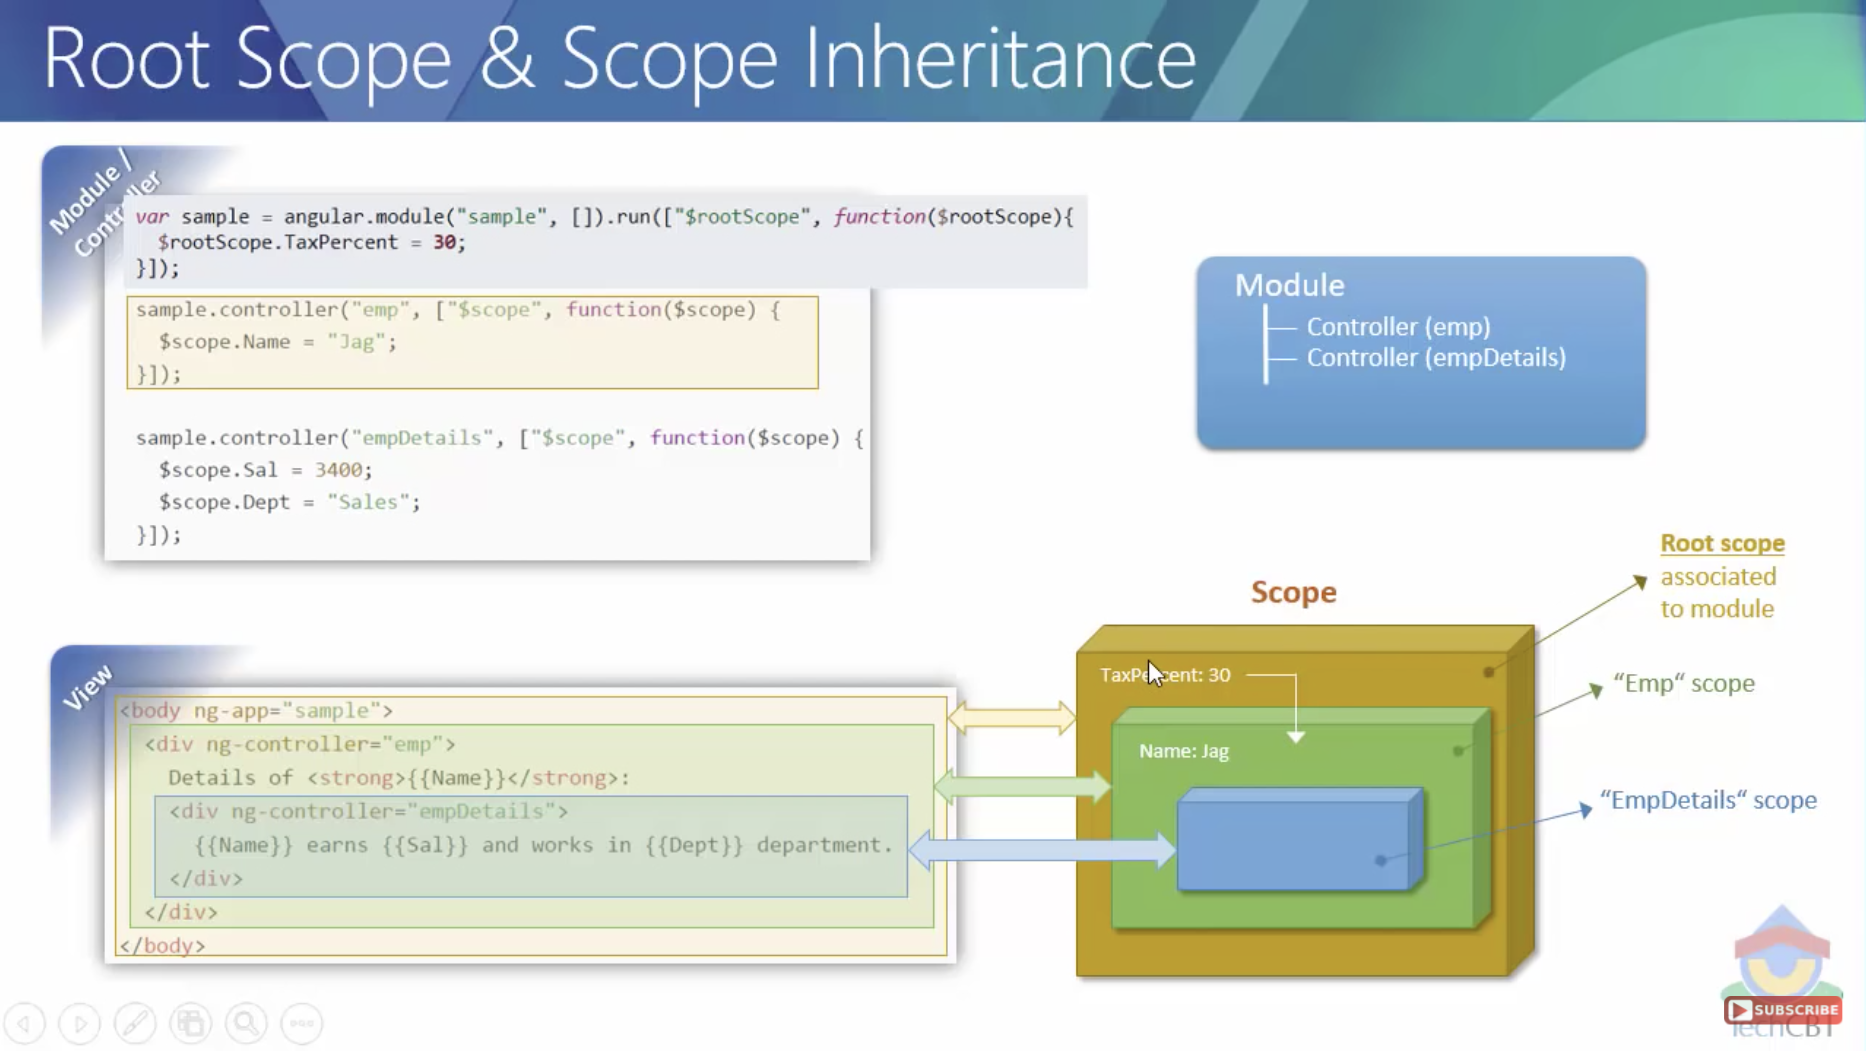 Root Scope & Scope Inheritance
Module /
Controller
var sample = angular.module("sample", []).run(["$rootScope", function($rootScope){
$rootScope.TaxPercent = 30;
}]);
sample.controller("emp", ["$scope", function($scope) {
$scope.Name = "Jag";
}]);
sample.controller("empDetails", ["$scope", function($scope) {
$scope.Sal = 3400;
$scope.Dept = "Sales";
}]);
Module
Controller (emp)
Controller (empDetails)
View
<body ng-app="sample">
<div ng-controller="emp">
Details of <strong>{{Name}}</strong>:
<div ng-controller="empDetails">
{{Name}} earns {{Sal}} and works in {{Dept}} department.
</div>
</div>
</body>
Scope
TaxPercent: 30
Name: Jag
Root scope
associated
to module
“Emp“ scope
“EmpDetails“ scope
SUBSCRIBE
TechCBT